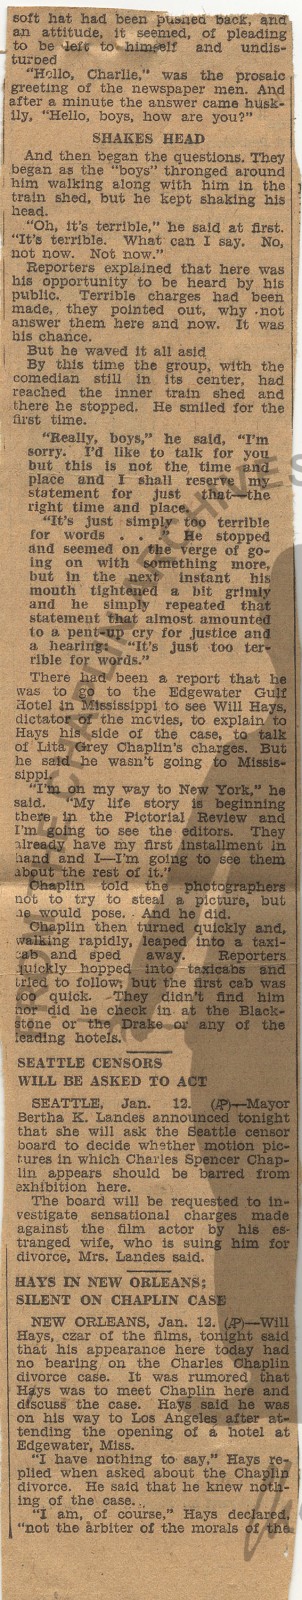 soft hat had been pushed back, and
an attitude, it seemed, of pleading
to be left to himself and undis-
turbed
"Hello, Charlie," was the prosaic
greeting of the newspaper men. And
after a minute the answer came husk-
ily, "Hello, boys, how are you?"
SHAKES HEAD
And then began the questions. They
began as the "boys" thronged around
him walking along with him in the
train shed, but he kept shaking his
head.
"Oh, it's terrible," he said at first.
"It's terrible. What can I say. No,
not now. Not now."
Reporters explained that here was
his opportunity to be heard by his
public. Terrible charges had been
made, they pointed out, why not
answer them here and now. It was
his chance.
But he waved it all asid
By this time the group, with the
comedian still in its center, had
reached the inner train shed and
there he stopped. He smiled for the
first time.
"Really, boys," he said, "I'm
sorry. I'd like to talk for you
but this is not the time and
place and I shall reserve my
statement for just that—the
right time and place.
"It's just simply too terrible
for words . . ." He stopped
and seemed on the verge of go-
ing on with something more,
but in the next instant his
mouth tightened a bit grimly
and he simply repeated that
statement that almost amounted
to a pent-up cry for justice and
a hearing: "It's just too ter-
rible for words."
There had been a report that he
was to go to the Edgewater Gulf
Hotel in Mississippi to see Will Hays,
dictator of the movies, to explain to
Hays his side of the case, to talk
of Lita Grey Chaplin's charges. But
he said he wasn't going to Missis-
sippi.
"I'm on my way to New York," he
said. "My life story is beginning
there in the Pictorial Review and
I'm going to see the editors. They
already have my first installment in
hand and I—I'm going to see them
about the rest of it."
Chaplin told the photographers
not to try to steal a picture, but
he would pose. And he did.
Chaplin then turned quickly and,
walking rapidly, leaped into a taxi-
cab and sped away. Reporters
quickly hopped into taxicabs and
tried to follow, but the first cab was
too quick. They didn't find him
nor did he check in at the Black-
stone or the Drake or any of the
leading hotels.
SEATTLE CENSORS
WILL BE ASKED TO ACT
SEATTLE, Jan. 12. (AP)—Mayor
Bertha K. Landes announced tonight
that she will ask the Seattle censor
board to decide whether motion pic-
tures in which Charles Spencer Chap-
lin appears should be barred from
exhibition here.
The board will be requested to in-
vestigate sensational charges made
against the film actor by his es-
tranged wife, who is suing him for
divorce, Mrs. Landes said.
HAYS IN NEW ORLEANS;
SILENT ON CHAPLIN CASE
NEW ORLEANS, Jan. 12. (AP)—Will
Hays, czar of the films, tonight said
that his appearance here today had
no bearing on the Charles Chaplin
divorce case. It was rumored that
Hays was to meet Chaplin here and
discuss the case. Hays said he was
on his way to Los Angeles after at-
tending the opening of a hotel at
Edgewater, Miss.
"I have nothing to say," Hays re-
plied when asked about the Chaplin
divorce. He said that he knew noth-
ing of the case.
"I am, of course," Hays declared,
"not the arbiter of the morals of the